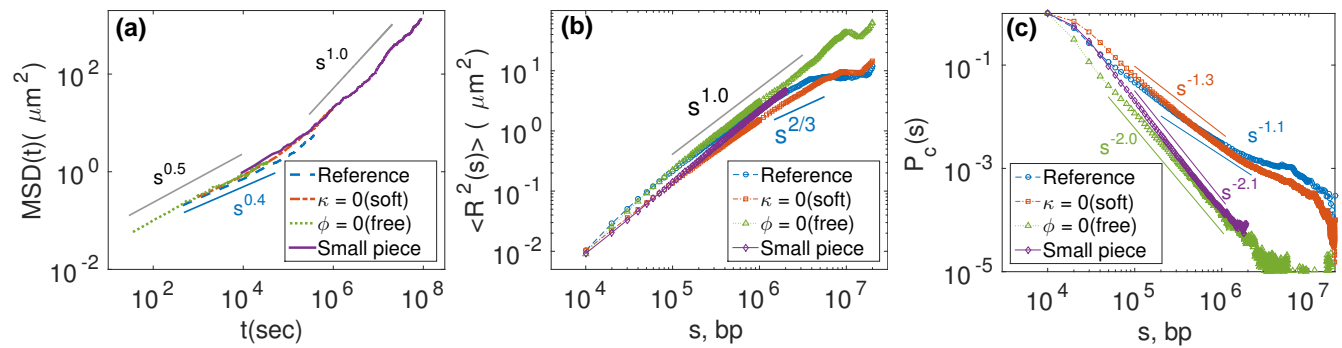 (a)
MSD(t)( μm²)
10²
10⁰
10⁻²
s^0.5
s^1.0
s^0.4
Reference
κ = 0(soft)
ϕ = 0(free)
Small piece
10² 10⁴ 10⁶ 10⁸
t(sec)
(b)
<R²(s)> ( μm²)
10²
10¹
10⁰
10⁻¹
10⁻²
s^1.0
s^2/3
Reference
κ = 0(soft)
ϕ = 0(free)
Small piece
10⁴ 10⁵ 10⁶ 10⁷
s, bp
(c)
P_c(s)
10⁻¹
10⁻³
10⁻⁵
s^-1.3
s^-1.1
s^-2.0
s^-2.1
Reference
κ = 0(soft)
ϕ = 0(free)
Small piece
10⁴ 10⁵ 10⁶ 10⁷
s, bp